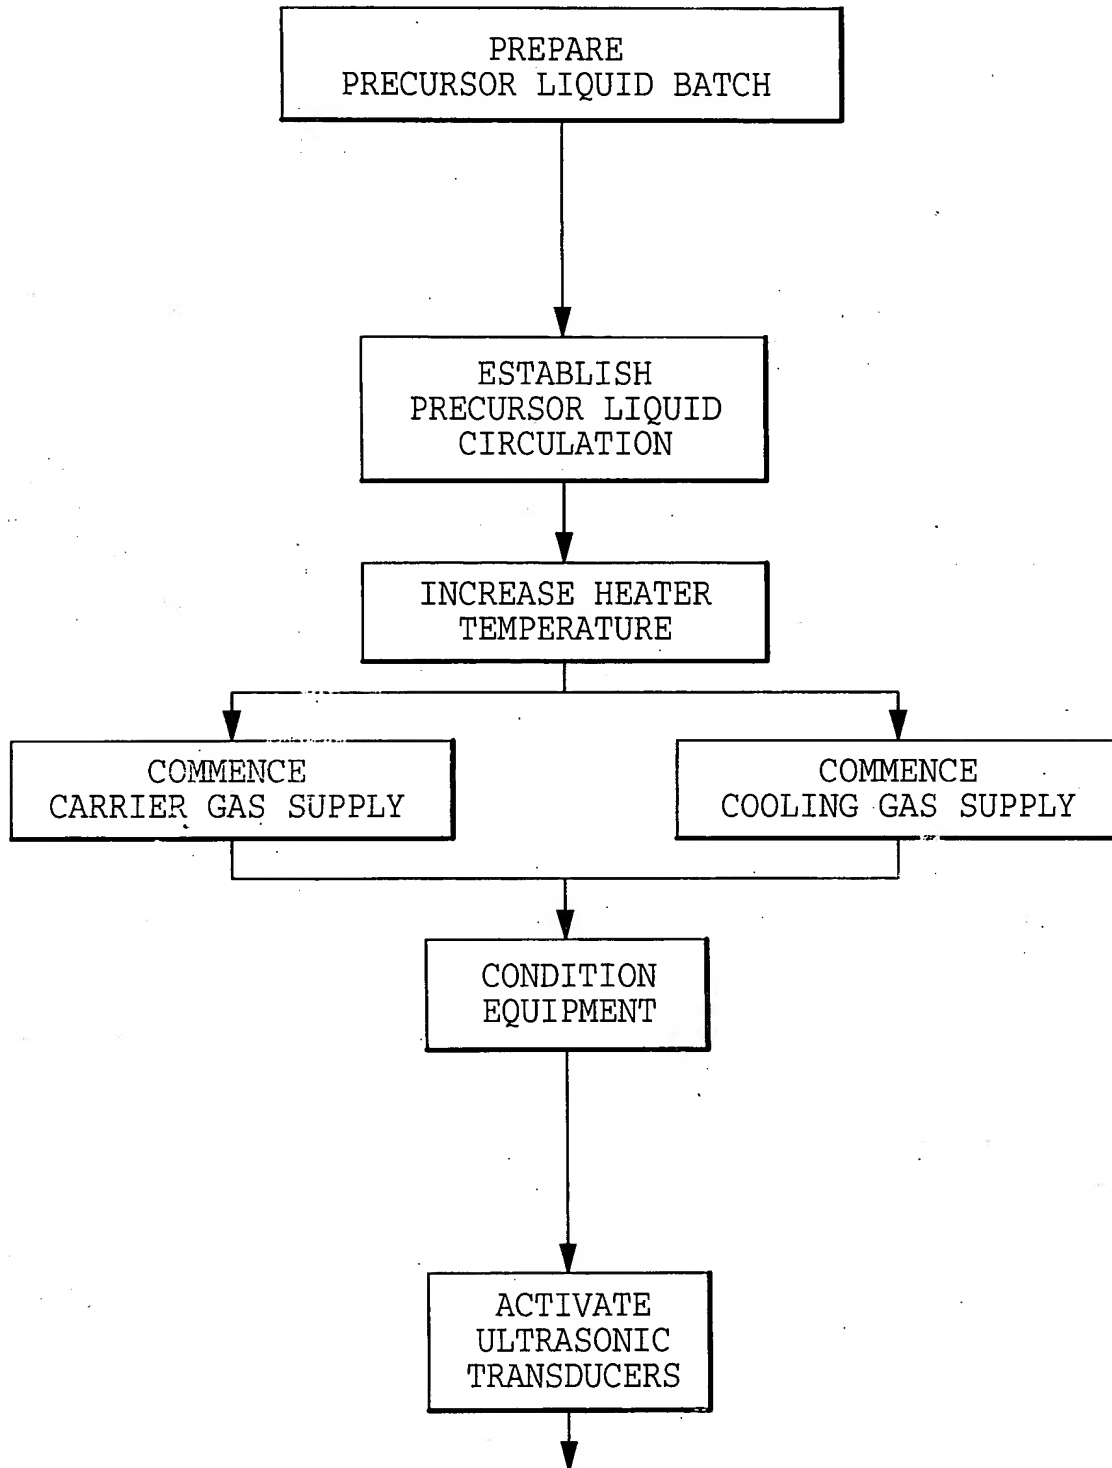 PREPARE
PRECURSOR LIQUID BATCH
ESTABLISH
PRECURSOR LIQUID
CIRCULATION
INCREASE HEATER
TEMPERATURE
COMMENCE
CARRIER GAS SUPPLY
COMMENCE
COOLING GAS SUPPLY
CONDITION
EQUIPMENT
ACTIVATE
ULTRASONIC
TRANSDUCERS